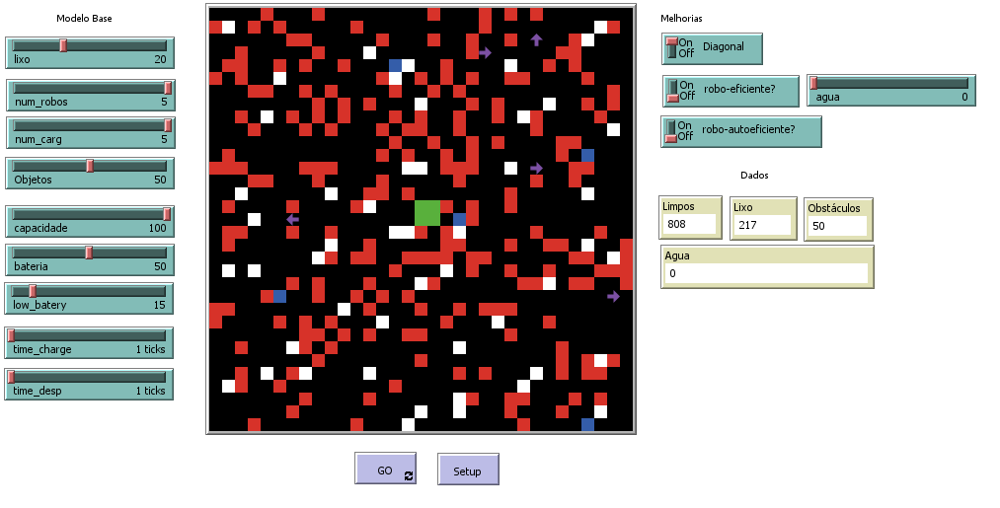 Modelo Base
lixo 20
num_robos 5
num_carg 5
Objetos 50
capacidade 100
bateria 50
low_batery 15
time_charge 1 ticks
time_desp 1 ticks
GO
Setup
Melhorias
On
Off
Diagonal
On
Off
robo-eficiente?
agua 0
On
Off
robo-autoeficiente?
Dados
Limpos
808
Lixo
217
Obstáculos
50
Agua
0